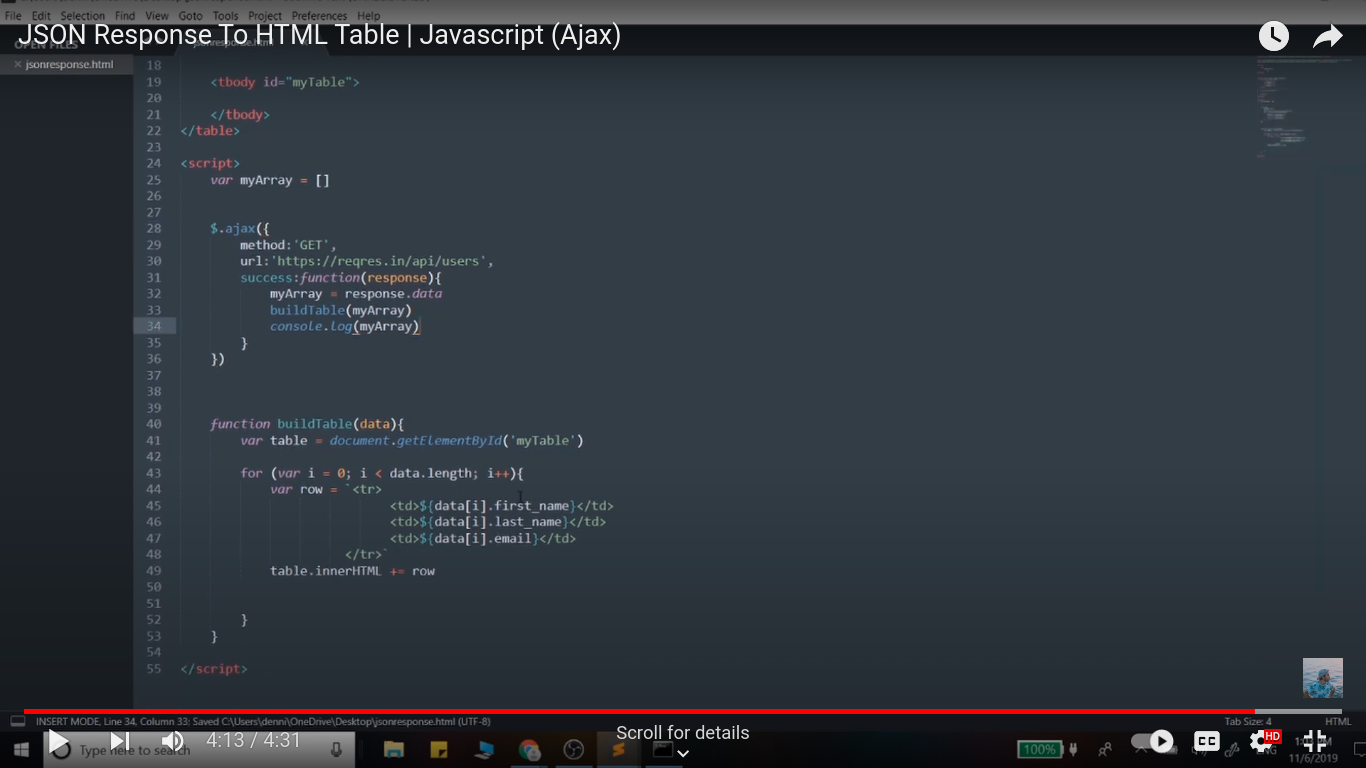 File Edit Selection Find View Goto Tools Project Preferences Help
JSON Response To HTML Table | Javascript (Ajax)
OPEN FILES
jsonresponse.html
× jsonresponse.html
18
19 <tbody id="myTable">
20
21 </tbody>
22 </table>
23
24 <script>
25 var myArray = []
26
27
28 $.ajax({
29 method:'GET',
30 url:'https://reqres.in/api/users',
31 success:function(response){
32 myArray = response.data
33 buildTable(myArray)
34 console.log(myArray)
35 }
36 })
37
38
39
40 function buildTable(data){
41 var table = document.getElementById('myTable')
42
43 for (var i = 0; i < data.length; i++){
44 var row = `<tr>
45 <td>${data[i].first_name}</td>
46 <td>${data[i].last_name}</td>
47 <td>${data[i].email}</td>
48 </tr>`
49 table.innerHTML += row
50
51
52 }
53 }
54
55 </script>
INSERT MODE, Line 34, Column 33; Saved C:\Users\denni\OneDrive\Desktop\jsonresponse.html (UTF-8)
Tab Size: 4 HTML
Type here to search
4:13 / 4:31
Scroll for details
100%
CC
HD
11/6/2019